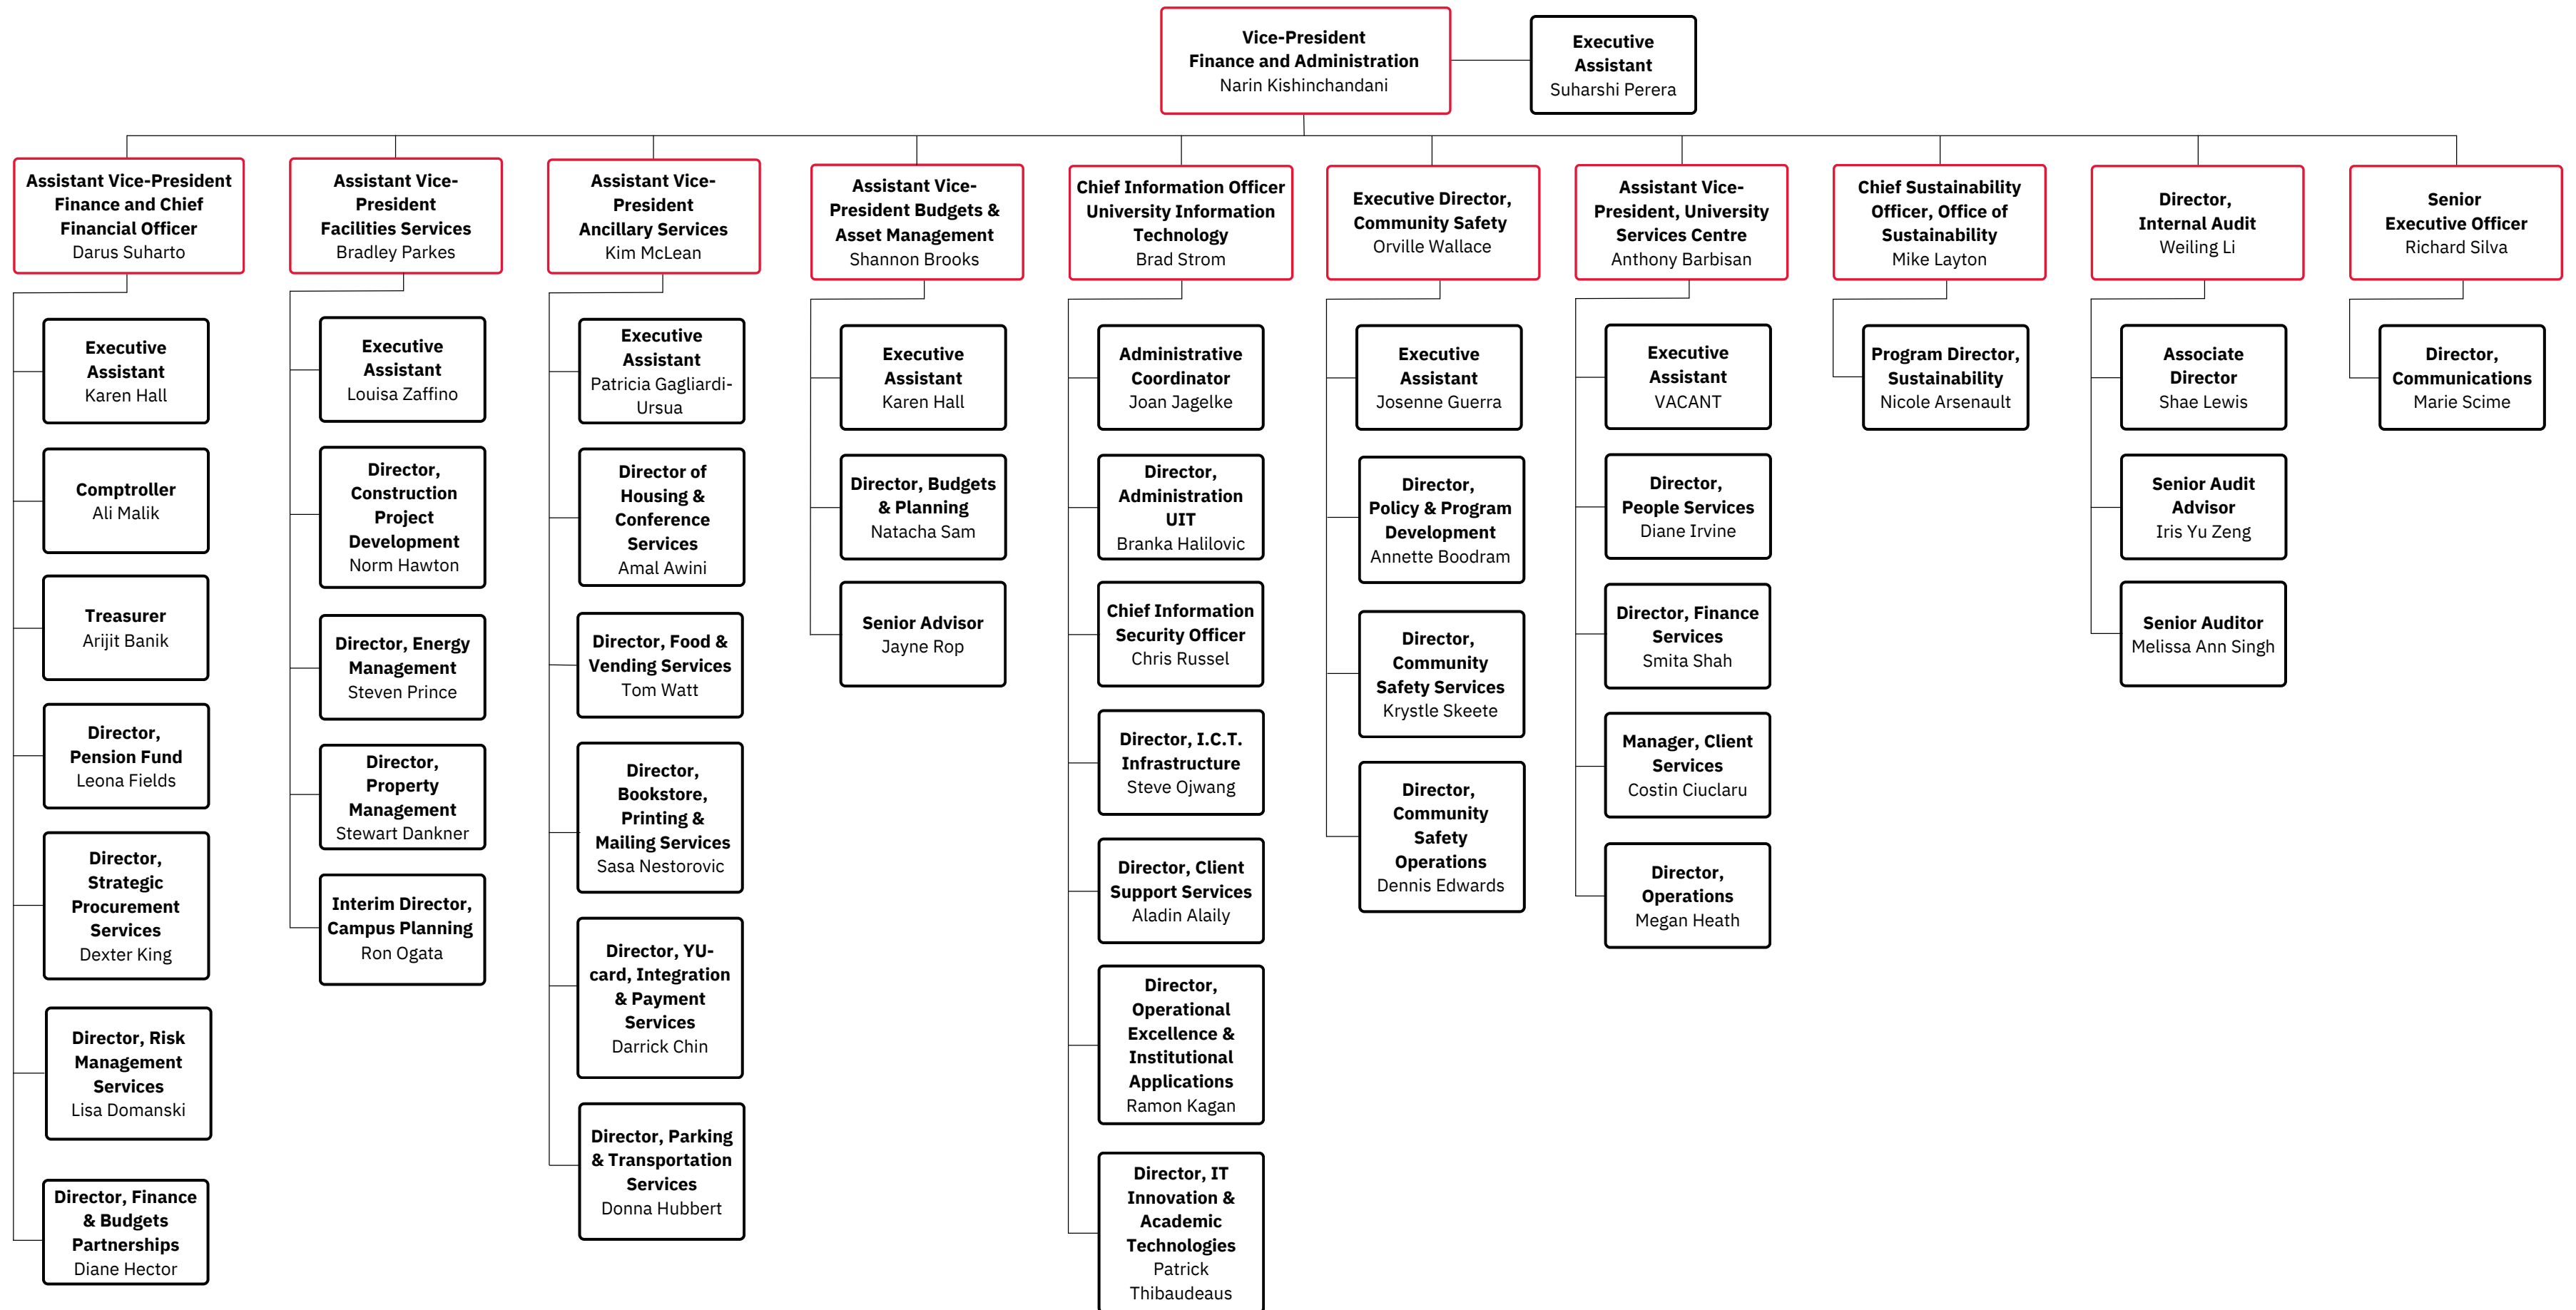 Vice-President
Finance and Administration
Narin Kishinchandani
Executive
Assistant
Suharshi Perera
Assistant Vice-President
Finance and Chief
Financial Officer
Darus Suharto
Executive
Assistant
Karen Hall
Comptroller
Ali Malik
Treasurer
Arijit Banik
Director,
Pension Fund
Leona Fields
Director,
Strategic
Procurement
Services
Dexter King
Director, Risk
Management
Services
Lisa Domanski
Director, Finance
& Budgets
Partnerships
Diane Hector
Assistant Vice-
President
Facilities Services
Bradley Parkes
Executive
Assistant
Louisa Zaffino
Director,
Construction
Project
Development
Norm Hawton
Director, Energy
Management
Steven Prince
Director,
Property
Management
Stewart Dankner
Interim Director,
Campus Planning
Ron Ogata
Assistant Vice-
President
Ancillary Services
Kim McLean
Executive
Assistant
Patricia Gagliardi-
Ursua
Director of
Housing &
Conference
Services
Amal Awini
Director, Food &
Vending Services
Tom Watt
Director,
Bookstore,
Printing &
Mailing Services
Sasa Nestorovic
Director, YU-
card, Integration
& Payment
Services
Darrick Chin
Director, Parking
& Transportation
Services
Donna Hubbert
Assistant Vice-
President Budgets &
Asset Management
Shannon Brooks
Executive
Assistant
Karen Hall
Director, Budgets
& Planning
Natacha Sam
Senior Advisor
Jayne Rop
Chief Information Officer
University Information
Technology
Brad Strom
Administrative
Coordinator
Joan Jagelke
Director,
Administration
UIT
Branka Halilovic
Chief Information
Security Officer
Chris Russel
Director, I.C.T.
Infrastructure
Steve Ojwang
Director, Client
Support Services
Aladin Alaily
Director,
Operational
Excellence &
Institutional
Applications
Ramon Kagan
Director, IT
Innovation &
Academic
Technologies
Patrick
Thibaudeaus
Executive Director,
Community Safety
Orville Wallace
Executive
Assistant
Josenne Guerra
Director,
Policy & Program
Development
Annette Boodram
Director,
Community
Safety Services
Krystle Skeete
Director,
Community
Safety
Operations
Dennis Edwards
Assistant Vice-
President, University
Services Centre
Anthony Barbisan
Executive
Assistant
VACANT
Director,
People Services
Diane Irvine
Director, Finance
Services
Smita Shah
Manager, Client
Services
Costin Ciuclaru
Director,
Operations
Megan Heath
Chief Sustainability
Officer, Office of
Sustainability
Mike Layton
Program Director,
Sustainability
Nicole Arsenault
Director,
Internal Audit
Weiling Li
Associate
Director
Shae Lewis
Senior Audit
Advisor
Iris Yu Zeng
Senior Auditor
Melissa Ann Singh
Senior
Executive Officer
Richard Silva
Director,
Communications
Marie Scime